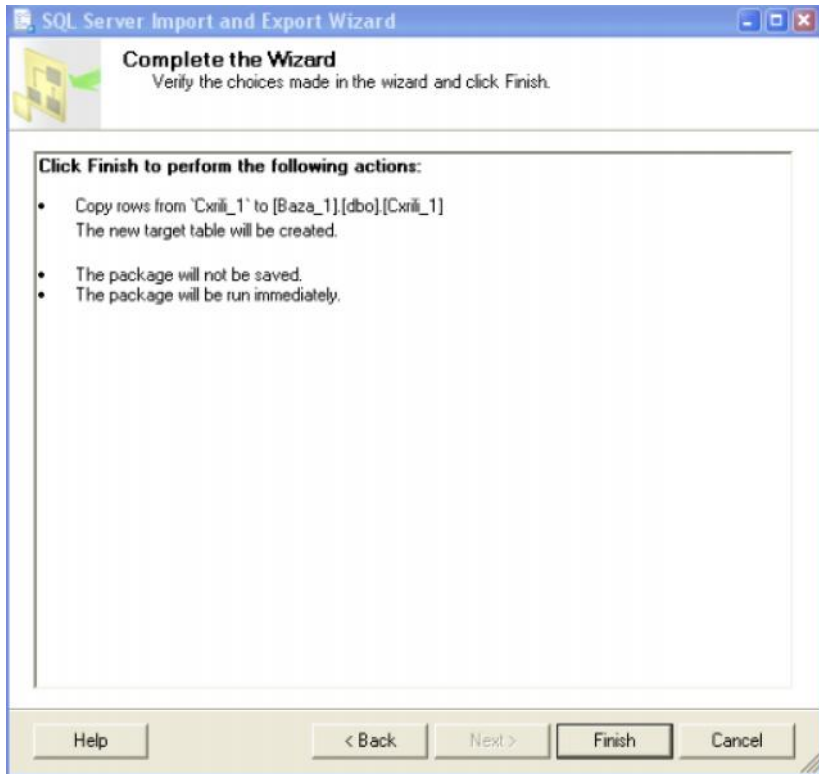 SQL Server Import and Export Wizard
Complete the Wizard
Verify the choices made in the wizard and click Finish.
Click Finish to perform the following actions:
• Copy rows from `Cxrili_1` to [Baza_1].[dbo].[Cxrili_1]
The new target table will be created.
• The package will not be saved.
• The package will be run immediately.
Help < Back Next > Finish Cancel